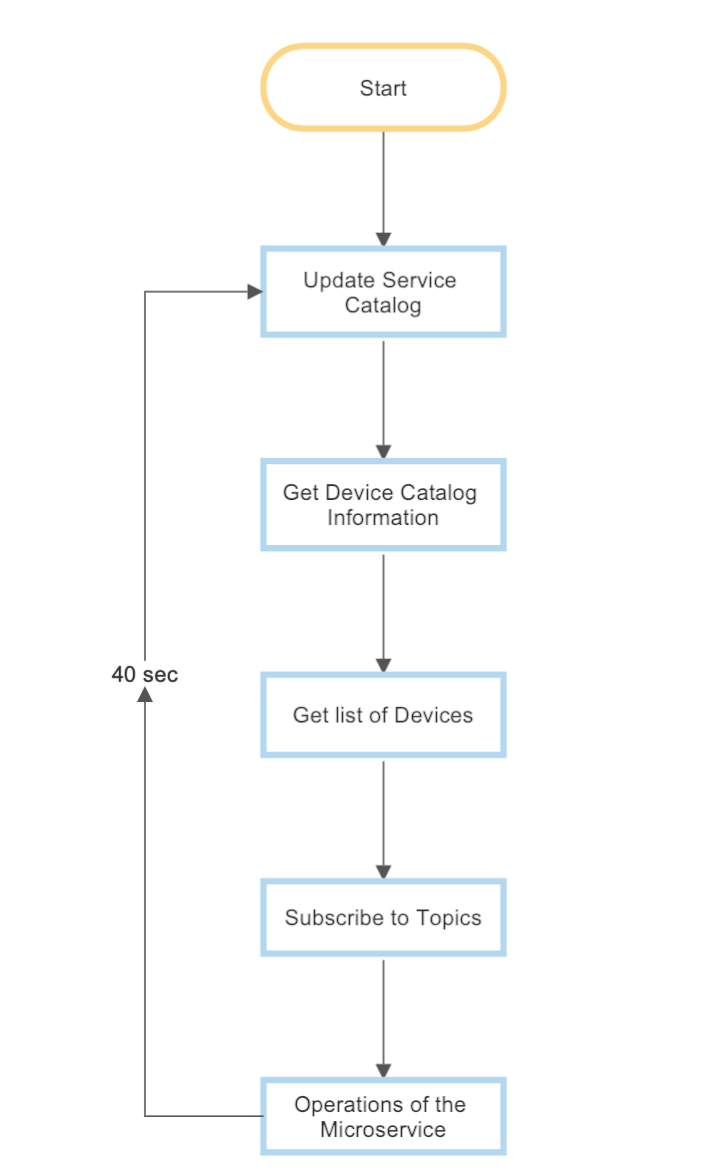 Start
Update Service
Catalog
Get Device Catalog
Information
40 sec
Get list of Devices
Subscribe to Topics
Operations of the
Microservice